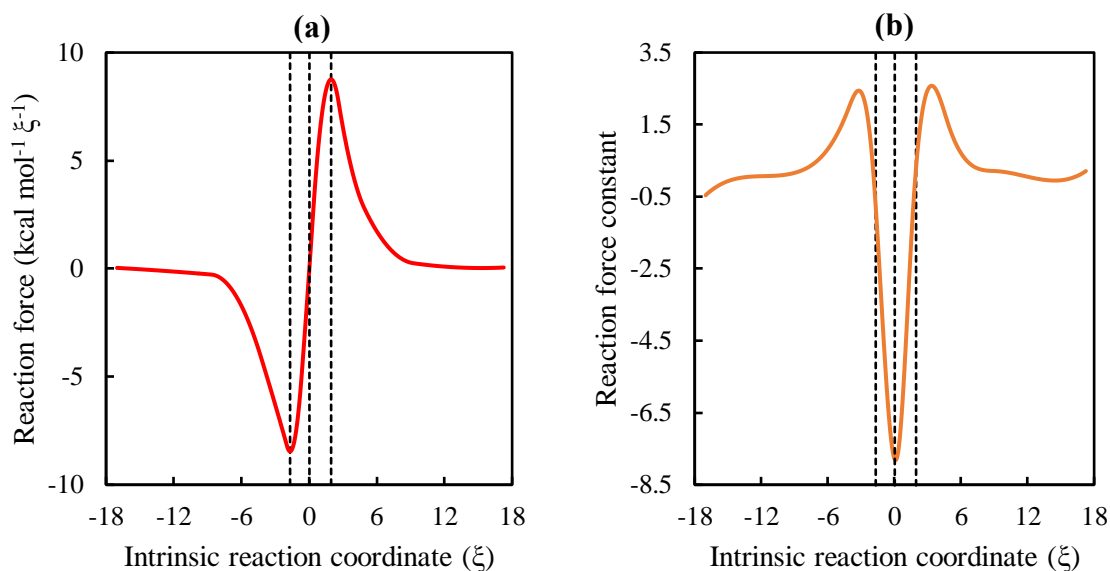 (a)
10
5
0
-5
-10
Reaction force (kcal mol⁻¹ ξ⁻¹)
-18 -12 -6 0 6 12 18
Intrinsic reaction coordinate (ξ)
(b)
3.5
1.5
-0.5
-2.5
-4.5
-6.5
-8.5
Reaction force constant
-18 -12 -6 0 6 12 18
Intrinsic reaction coordinate (ξ)